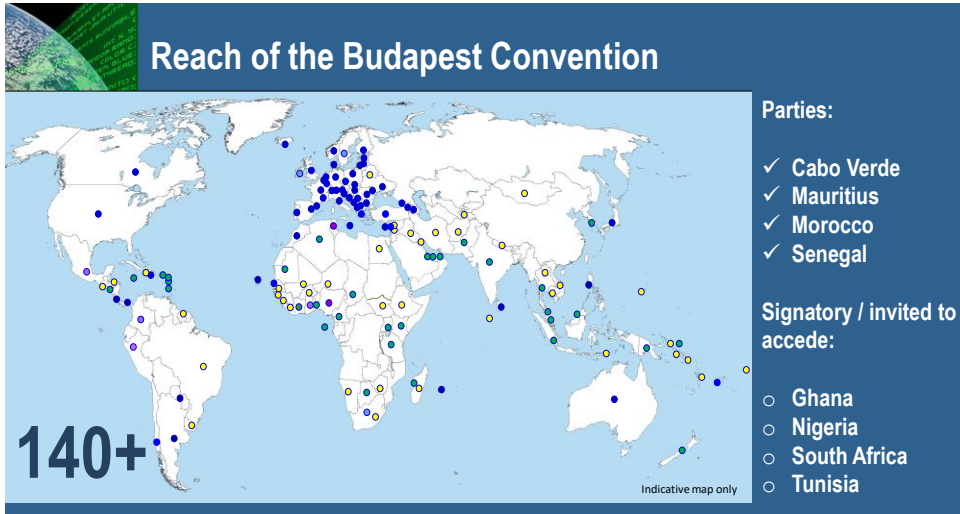 Reach of the Budapest Convention
Parties:
✓ Cabo Verde
✓ Mauritius
✓ Morocco
✓ Senegal
Signatory / invited to
accede:
o Ghana
o Nigeria
o South Africa
o Tunisia
140+
Indicative map only